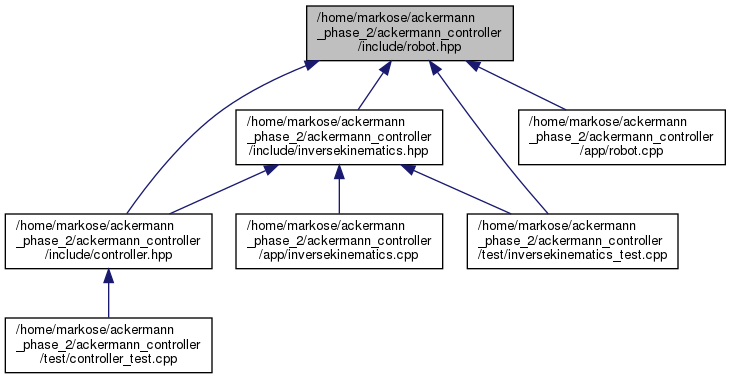 /home/markose/ackermann
_phase_2/ackermann_controller
/include/robot.hpp
/home/markose/ackermann
_phase_2/ackermann_controller
/include/inversekinematics.hpp
/home/markose/ackermann
_phase_2/ackermann_controller
/app/robot.cpp
/home/markose/ackermann
_phase_2/ackermann_controller
/include/controller.hpp
/home/markose/ackermann
_phase_2/ackermann_controller
/app/inversekinematics.cpp
/home/markose/ackermann
_phase_2/ackermann_controller
/test/inversekinematics_test.cpp
/home/markose/ackermann
_phase_2/ackermann_controller
/test/controller_test.cpp